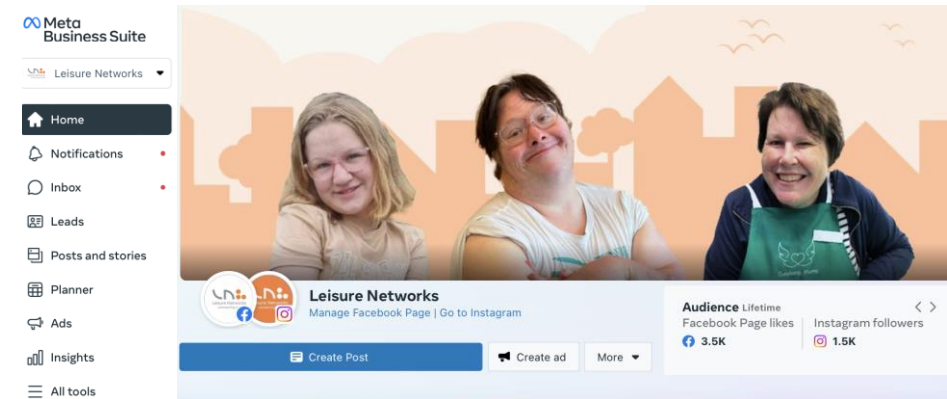 Meta
Business Suite
Leisure Networks
Home
Notifications
Inbox
Leads
Posts and stories
Planner
Ads
Insights
All tools
Leisure Networks
Manage Facebook Page | Go to Instagram
Create Post
Create ad
More
Audience Lifetime
Facebook Page likes
3.5K
Instagram followers
1.5K